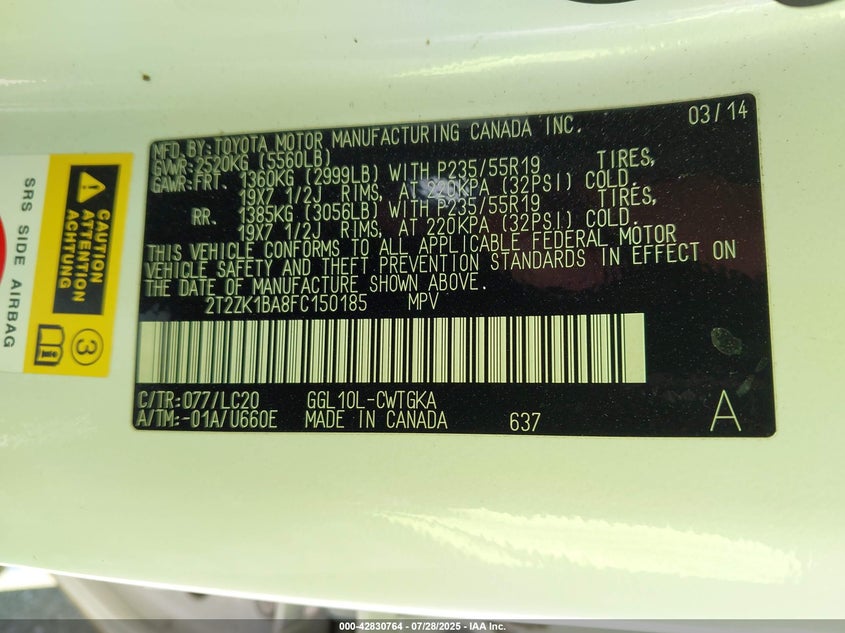 MFD.BY:TOYOTA MOTOR MANUFACTURING CANADA INC. 03/14
GVWR:2520KG (5560LB)
GAWR:FRT. 1360KG (2999LB) WITH P235/55R19 TIRES,
19X7 1/2J RIMS, AT 220KPA (32PSI) COLD.
RR. 1385KG (3056LB) WITH P235/55R19 TIRES,
19X7 1/2J RIMS, AT 220KPA (32PSI) COLD.
THIS VEHICLE CONFORMS TO ALL APPLICABLE FEDERAL MOTOR
VEHICLE SAFETY AND THEFT PREVENTION STANDARDS IN EFFECT ON
THE DATE OF MANUFACTURE SHOWN ABOVE.
2T2ZK1BA8FC150185 MPV
C/TR:077/LC20 GGL10L-CWTGKA
A/TM:-01A/U660E MADE IN CANADA 637 A
CAUTION
ATTENTION
ACHTUNG
3
SRS SIDE AIRBAG
000-42830764 - 07/28/2025 - IAA Inc.